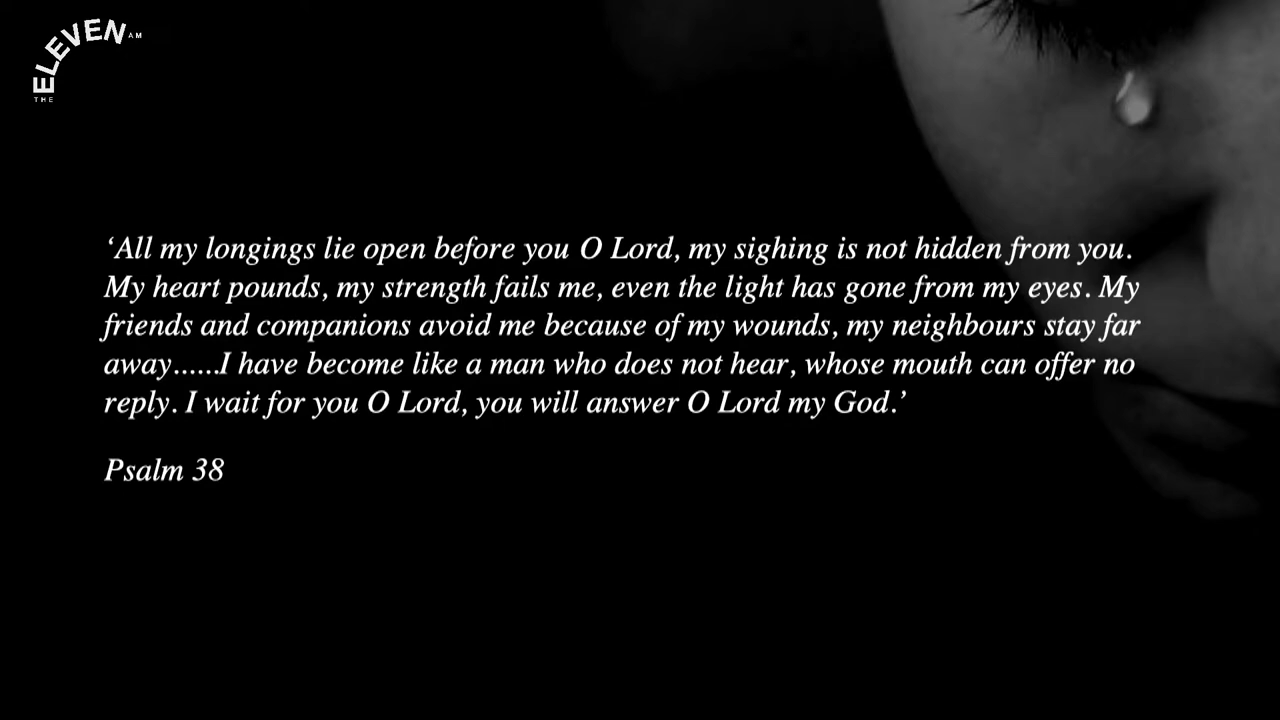 THE ELEVEN AM
‘All my longings lie open before you O Lord, my sighing is not hidden from you.
My heart pounds, my strength fails me, even the light has gone from my eyes. My
friends and companions avoid me because of my wounds, my neighbours stay far
away......I have become like a man who does not hear, whose mouth can offer no
reply. I wait for you O Lord, you will answer O Lord my God.’
Psalm 38